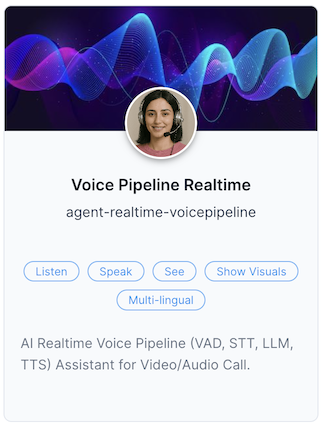 Voice Pipeline Realtime
agent-realtime-voicepipeline
Listen
Speak
See
Show Visuals
Multi-lingual
AI Realtime Voice Pipeline (VAD, STT, LLM,
TTS) Assistant for Video/Audio Call.